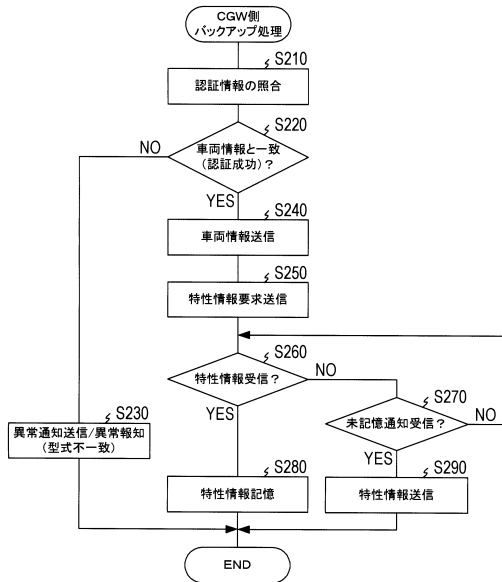 CGW側
バックアップ処理
S210
認証情報の照合
S220
車両情報と一致
(認証成功)?
NO
YES
S240
車両情報送信
S250
特性情報要求送信
S260
特性情報受信?
NO
YES
S270
未記憶通知受信?
NO
YES
S230
異常通知送信/異常報知
(型式不一致)
S280
特性情報記憶
S290
特性情報送信
END